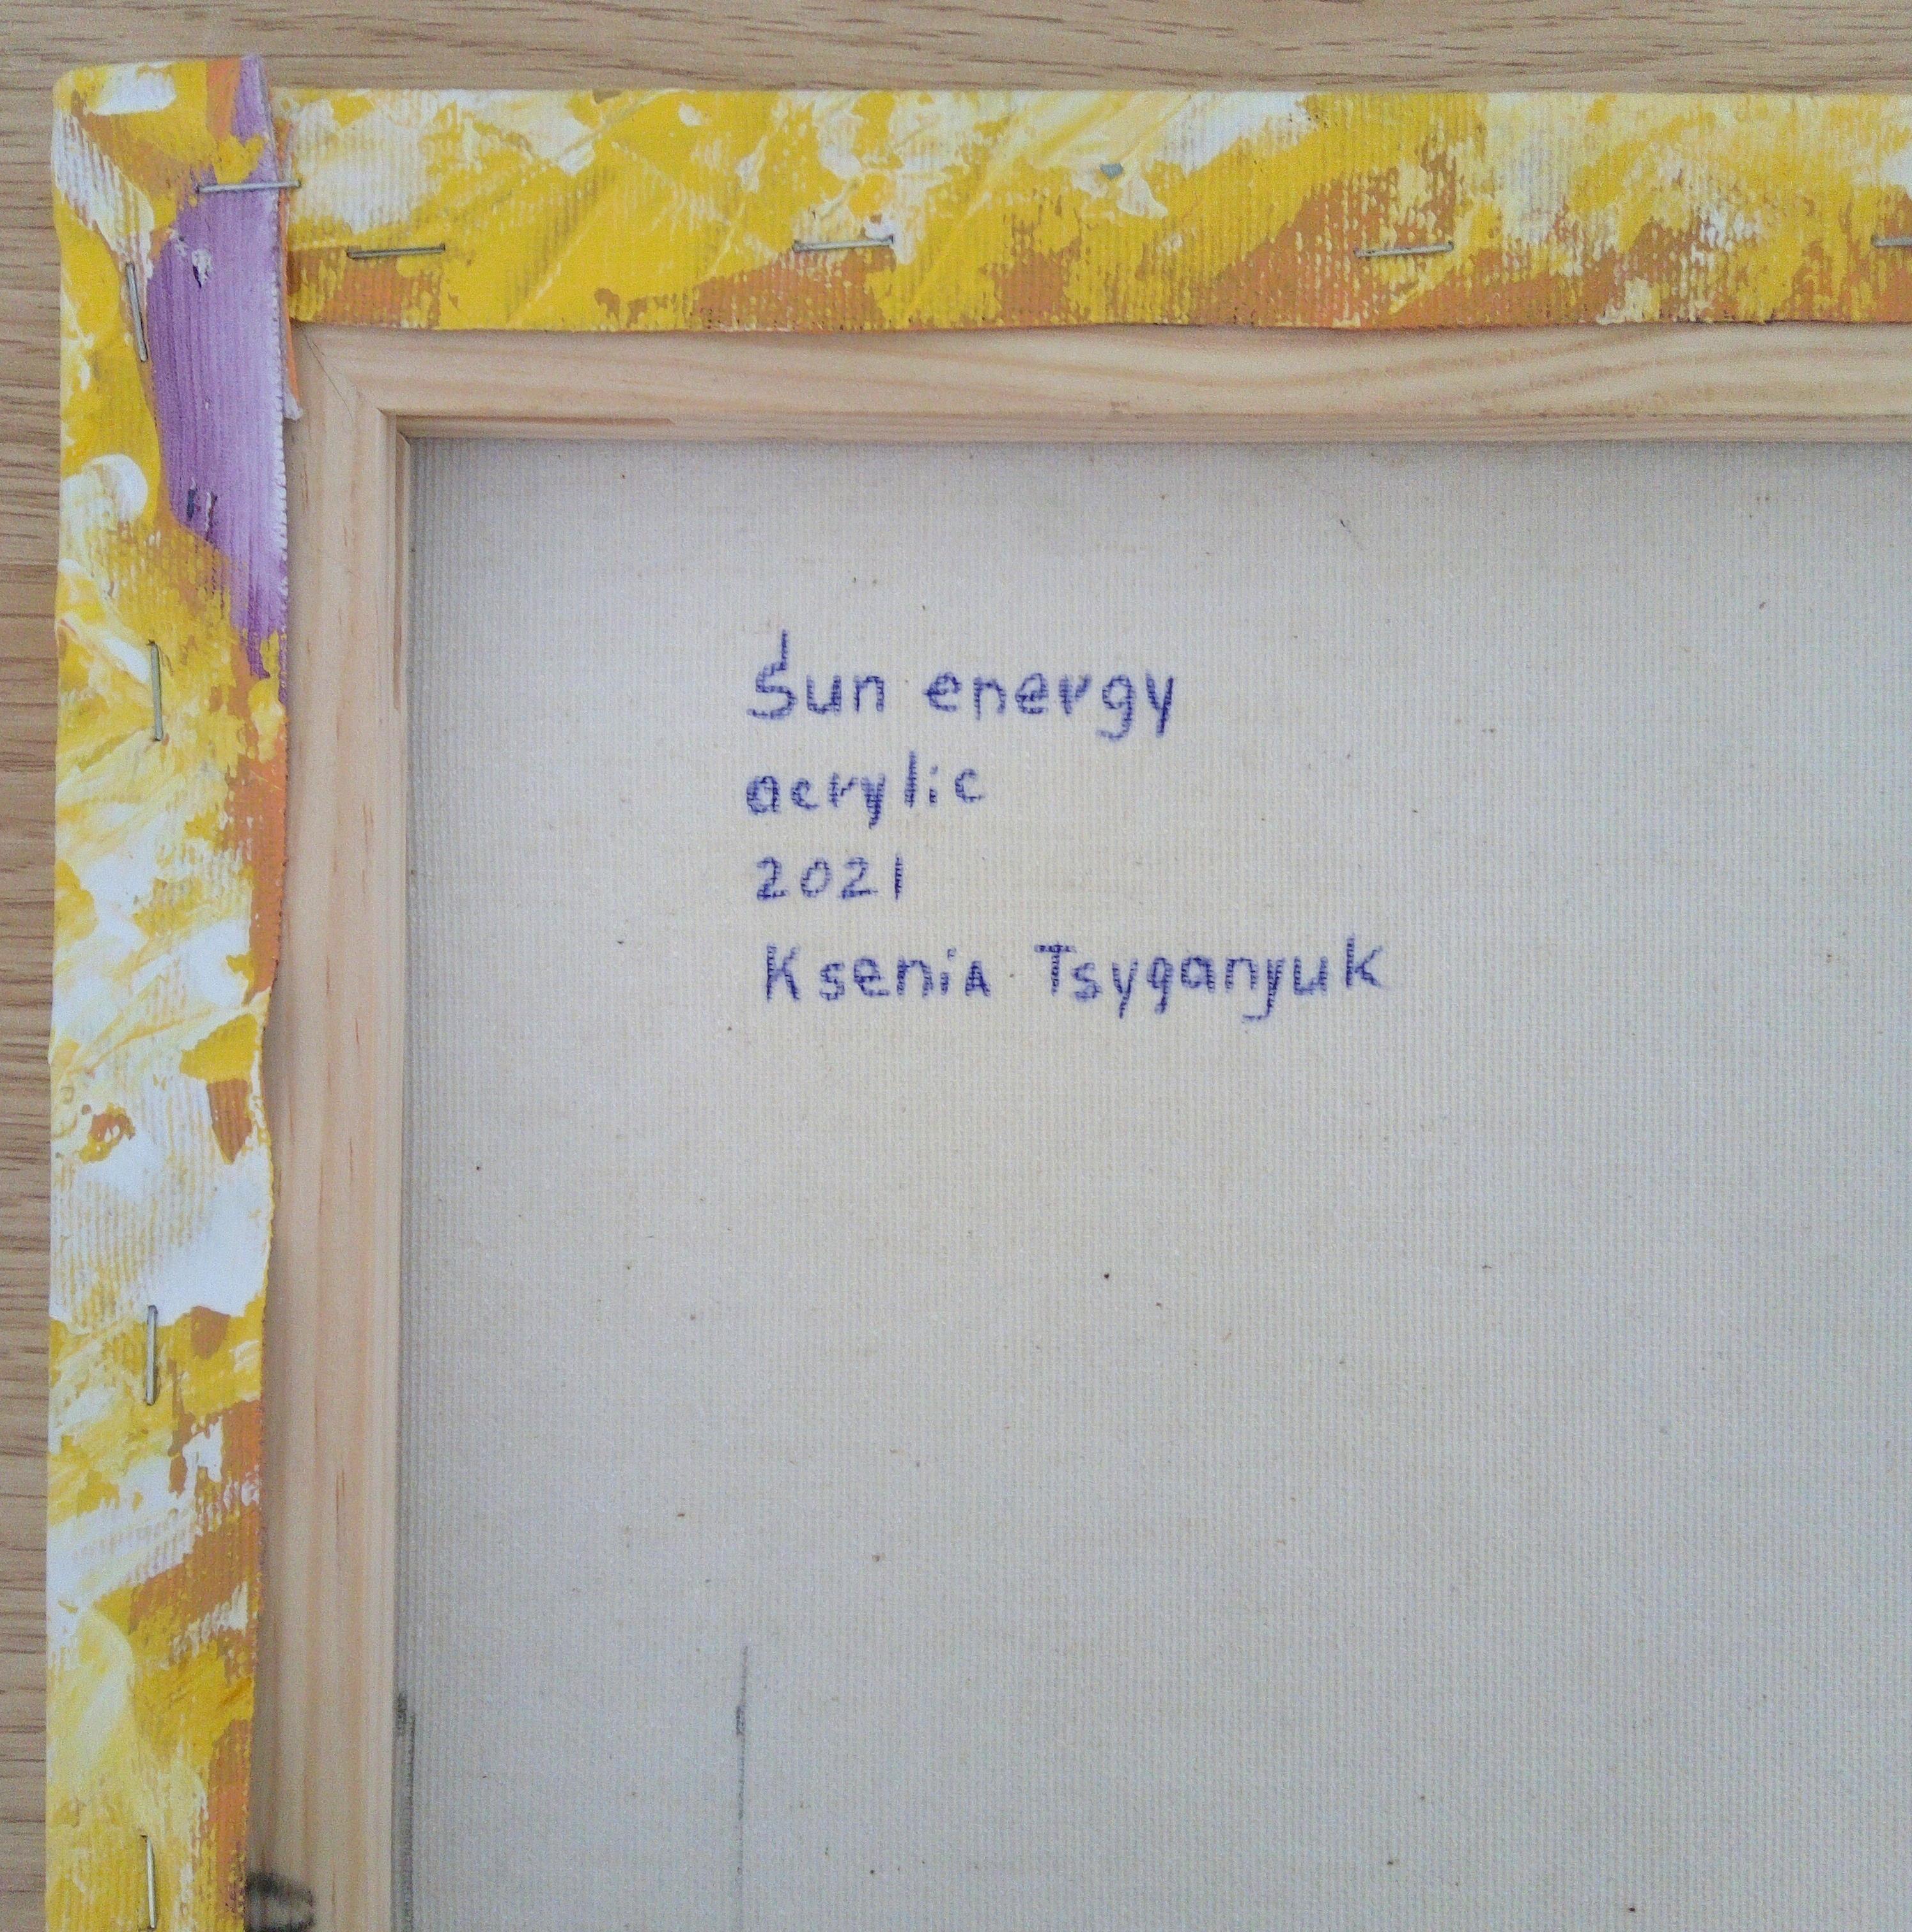 Sun energy
acrylic
2021
Ksenia Tsyganyuk